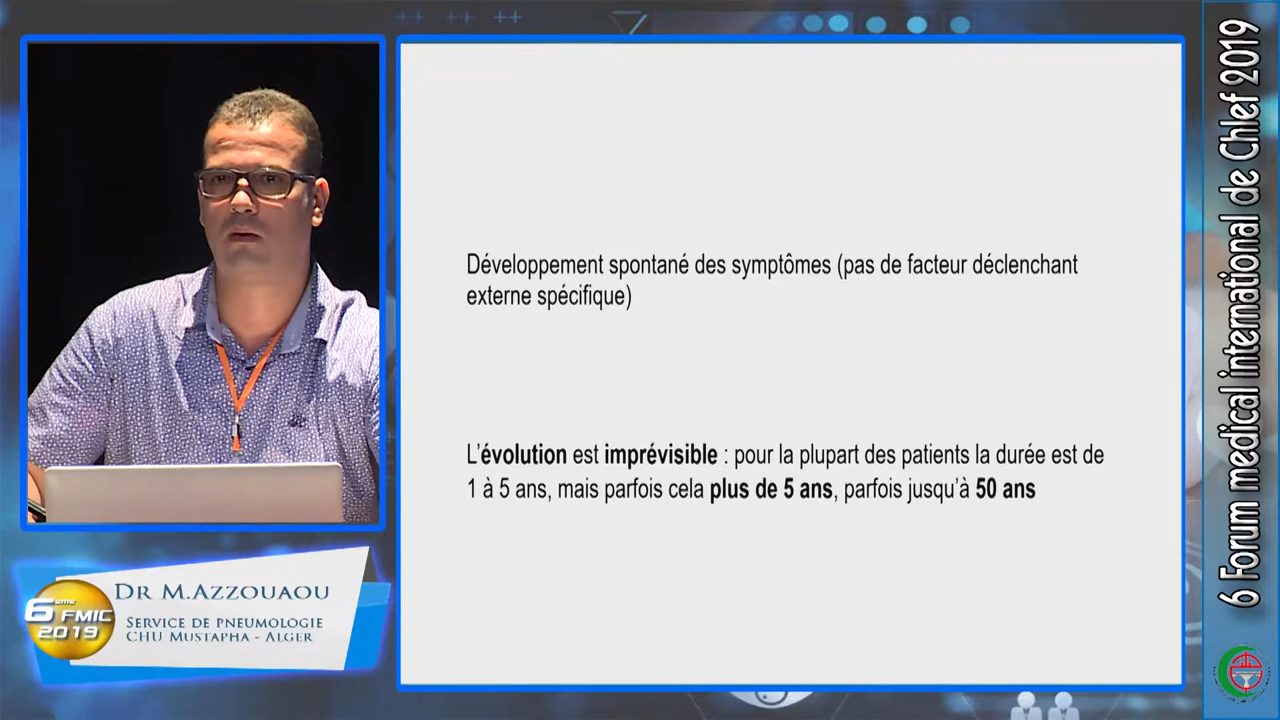 Développement spontané des symptômes (pas de facteur déclenchant
externe spécifique)
L'évolution est imprévisible : pour la plupart des patients la durée est de
1 à 5 ans, mais parfois cela plus de 5 ans, parfois jusqu'à 50 ans
6ème FMIC
2019
Dr M.Azzouaou
Service de pneumologie
CHU Mustapha - Alger
6 Forum medical international de Chlef 2019